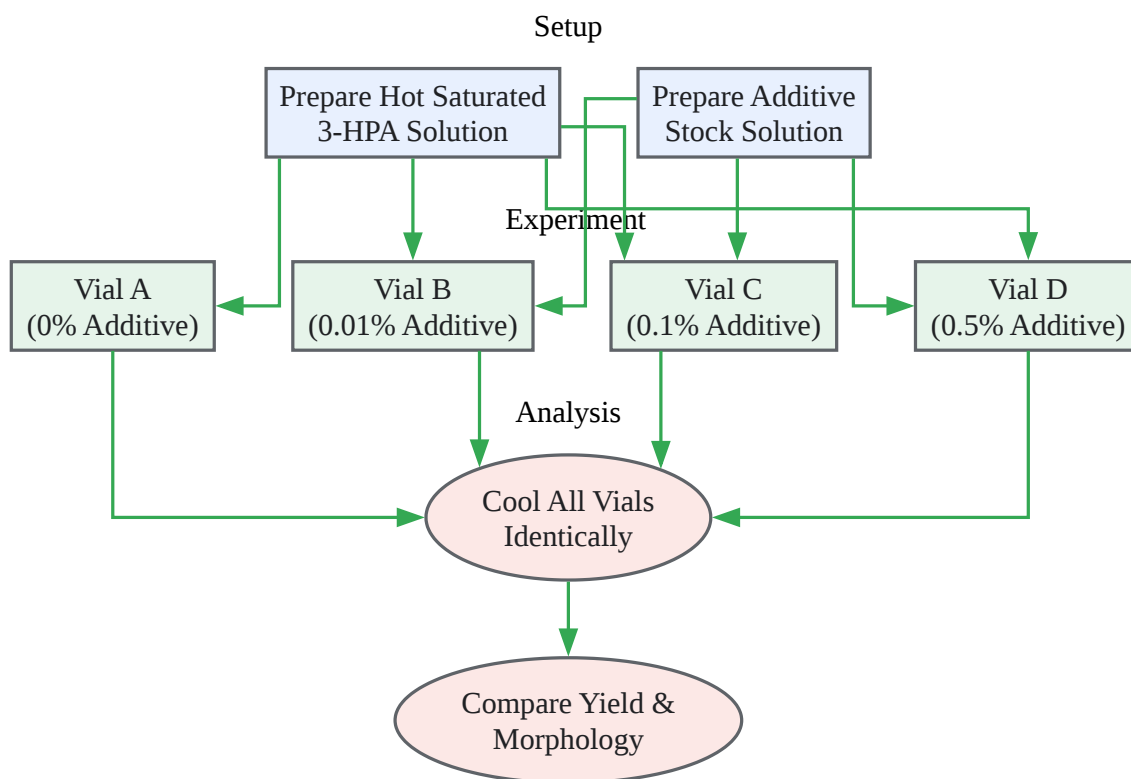 Setup
Prepare Hot Saturated
3-HPA Solution
Prepare Additive
Stock Solution
Experiment
Vial A
(0% Additive)
Vial B
(0.01% Additive)
Vial C
(0.1% Additive)
Vial D
(0.5% Additive)
Analysis
Cool All Vials
Identically
Compare Yield &
Morphology